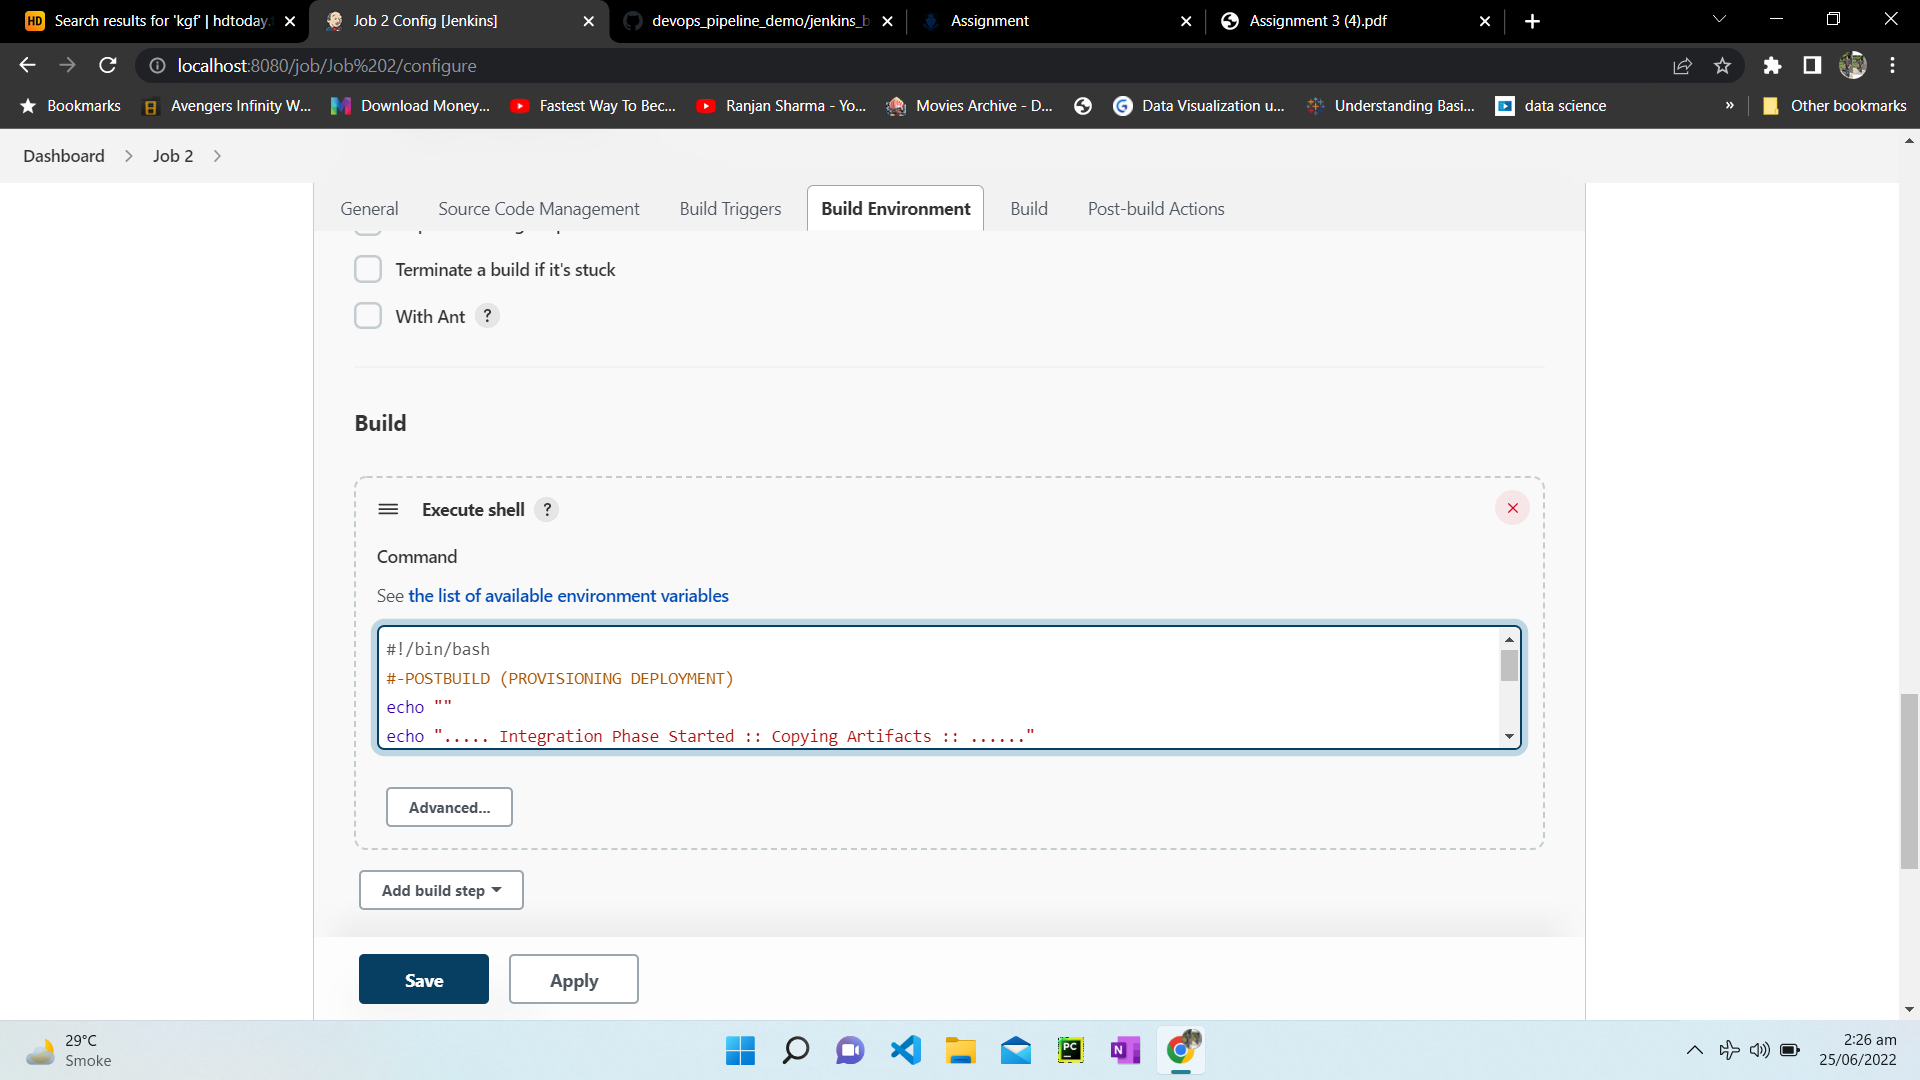 HD Search results for 'kgf' | hdtoday.
Job 2 Config [Jenkins]
devops_pipeline_demo/jenkins_b
Assignment
Assignment 3 (4).pdf
localhost:8080/job/Job%202/configure
Bookmarks
Avengers Infinity W...
Download Money...
Fastest Way To Bec...
Ranjan Sharma - Yo...
Movies Archive - D...
Data Visualization u...
Understanding Basi...
data science
»
Other bookmarks
Dashboard > Job 2 >
General
Source Code Management
Build Triggers
Build Environment
Build
Post-build Actions
Terminate a build if it's stuck
With Ant ?
Build
Execute shell ?
Command
See the list of available environment variables
#!/bin/bash
#-POSTBUILD (PROVISIONING DEPLOYMENT)
echo ""
echo "..... Integration Phase Started :: Copying Artifacts :: ......"
Advanced...
Add build step
Save
Apply
29°C
Smoke
PC
N
2:26 am
25/06/2022